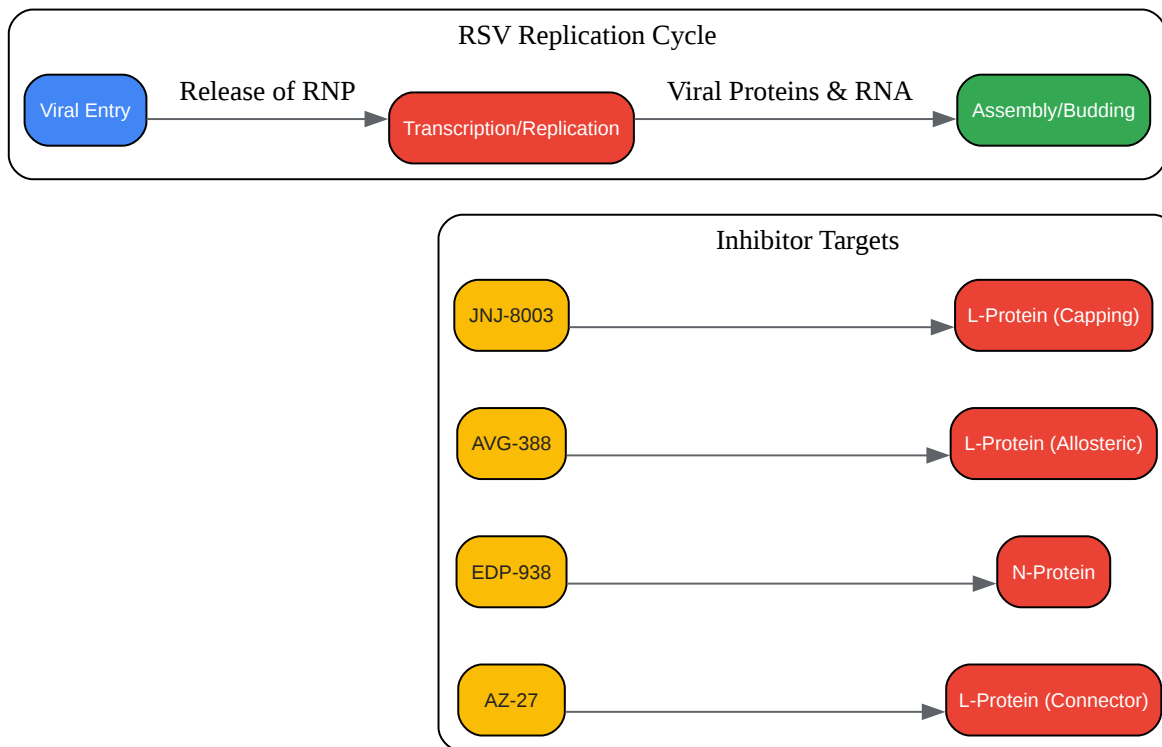 RSV Replication Cycle
Viral Entry
Release of RNP
Transcription/Replication
Viral Proteins & RNA
Assembly/Budding
Inhibitor Targets
JNJ-8003
L-Protein (Capping)
AVG-388
L-Protein (Allosteric)
EDP-938
N-Protein
AZ-27
L-Protein (Connector)